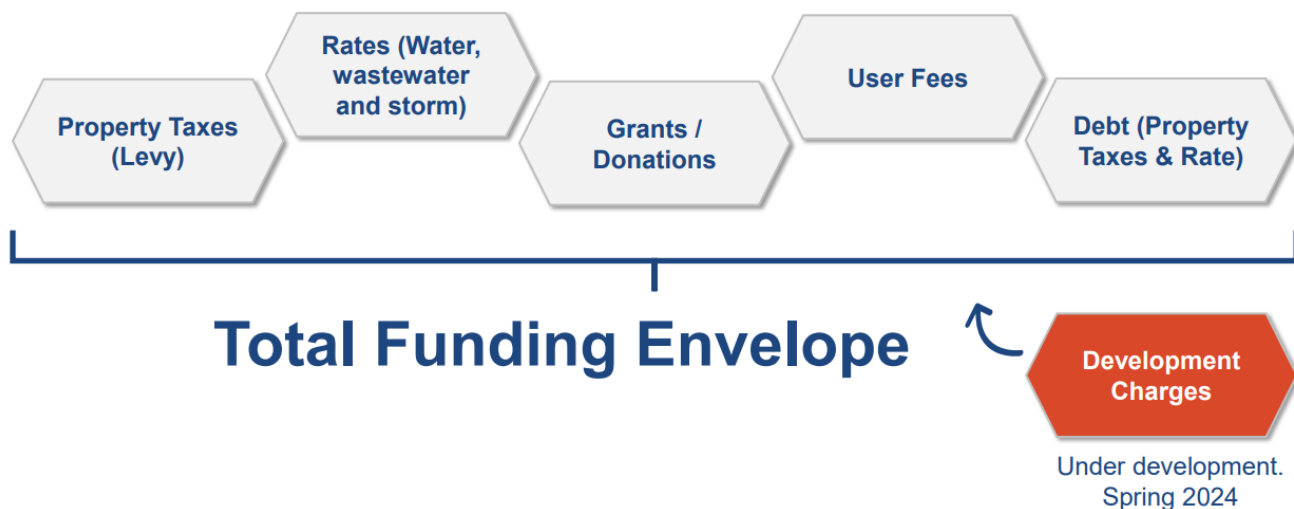 Property Taxes
(Levy)
Rates (Water,
wastewater
and storm)
Grants /
Donations
User Fees
Debt (Property
Taxes & Rate)
Total Funding Envelope
Development
Charges
Under development.
Spring 2024